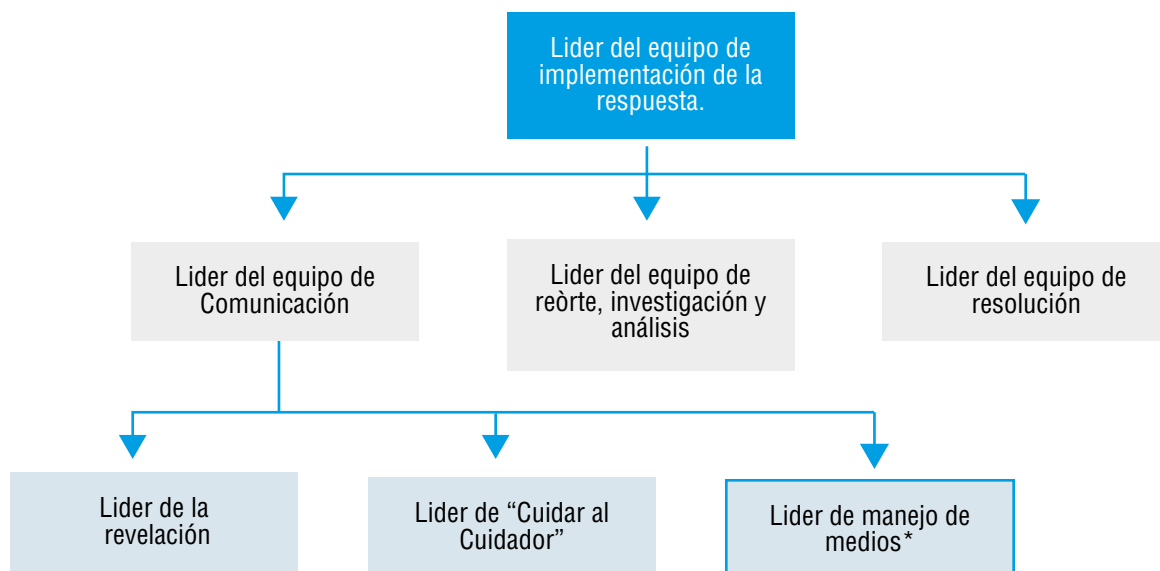 Lider del equipo de
implementación de la
respuesta.
Lider del equipo de
Comunicación
Lider del equipo de
reòrte, investigación y
análisis
Lider del equipo de
resolución
Lider de la
revelación
Lider de “Cuidar al
Cuidador”
Lider de manejo de
medios*